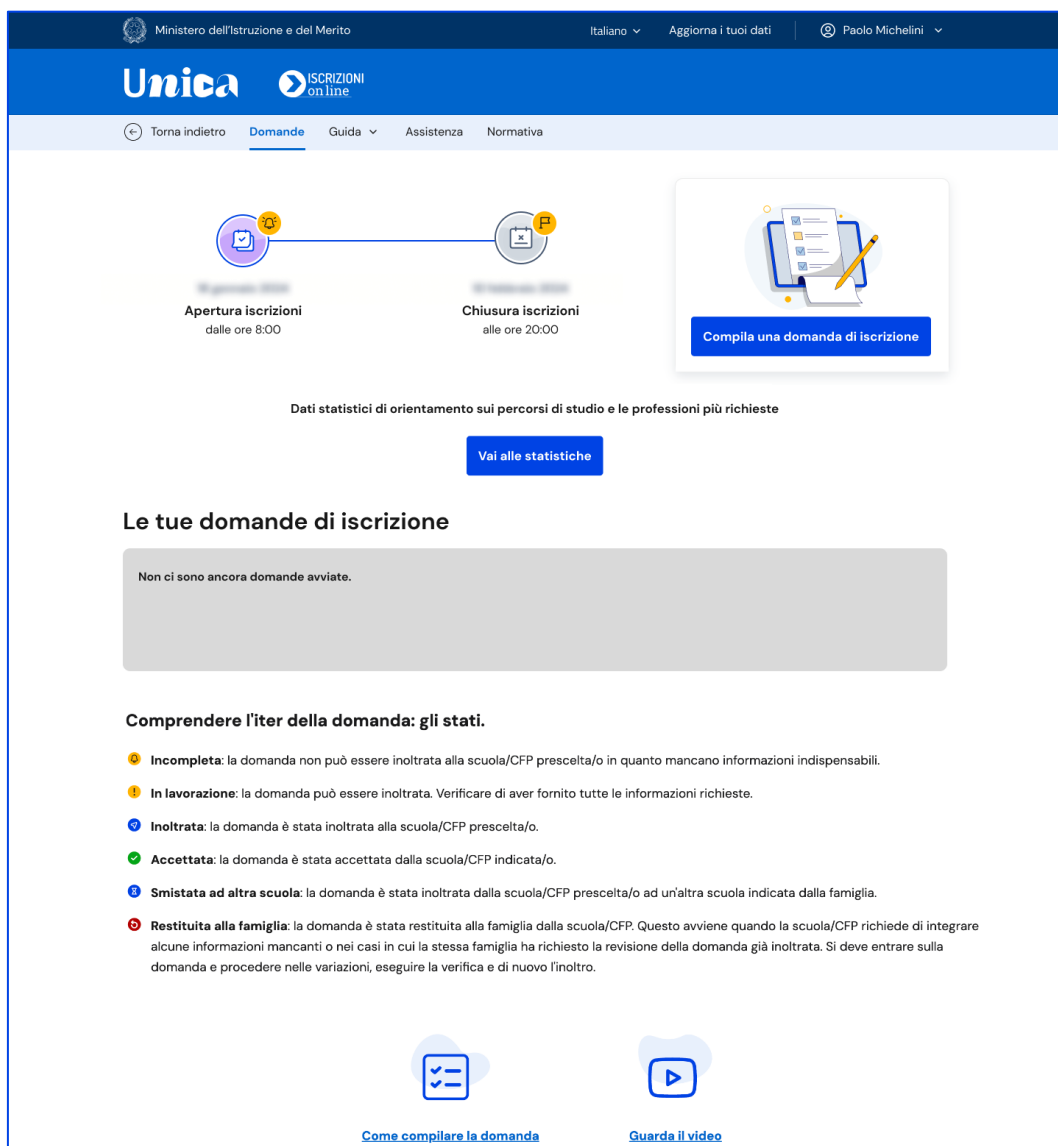 Ministero dell'Istruzione e del Merito
Italiano
Aggiorna i tuoi dati
Paolo Michelini
Unica
ISCRIZIONI
on line
Torna indietro
Domande
Guida
Assistenza
Normativa
Apertura iscrizioni
dalle ore 8:00
Chiusura iscrizioni
alle ore 20:00
Compila una domanda di iscrizione
Dati statistici di orientamento sui percorsi di studio e le professioni più richieste
Vai alle statistiche
Le tue domande di iscrizione
Non ci sono ancora domande avviate.
Comprendere l'iter della domanda: gli stati.
Incompleta: la domanda non può essere inoltrata alla scuola/CFP prescelta/o in quanto mancano informazioni indispensabili.
In lavorazione: la domanda può essere inoltrata. Verificare di aver fornito tutte le informazioni richieste.
Inoltrata: la domanda è stata inoltrata alla scuola/CFP prescelta/o.
Accettata: la domanda è stata accettata dalla scuola/CFP indicata/o.
Smistata ad altra scuola: la domanda è stata inoltrata dalla scuola/CFP prescelta/o ad un'altra scuola indicata dalla famiglia.
Restituita alla famiglia: la domanda è stata restituita alla famiglia dalla scuola/CFP. Questo avviene quando la scuola/CFP richiede di integrare
alcune informazioni mancanti o nei casi in cui la stessa famiglia ha richiesto la revisione della domanda già inoltrata. Si deve entrare sulla
domanda e procedere nelle variazioni, eseguire la verifica e di nuovo l'inoltro.
Come compilare la domanda
Guarda il video